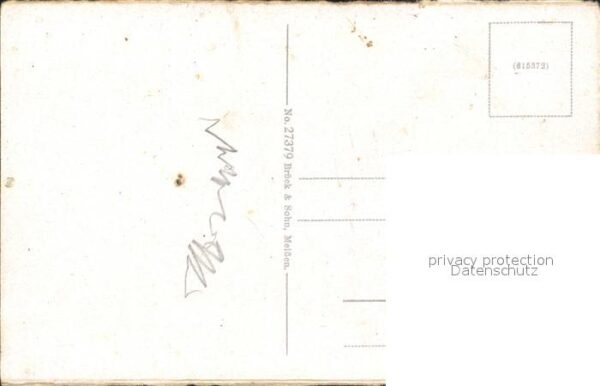 (615372)
No. 27379 Brück & Sohn, Meißen.
privacy protection
Datenschutz